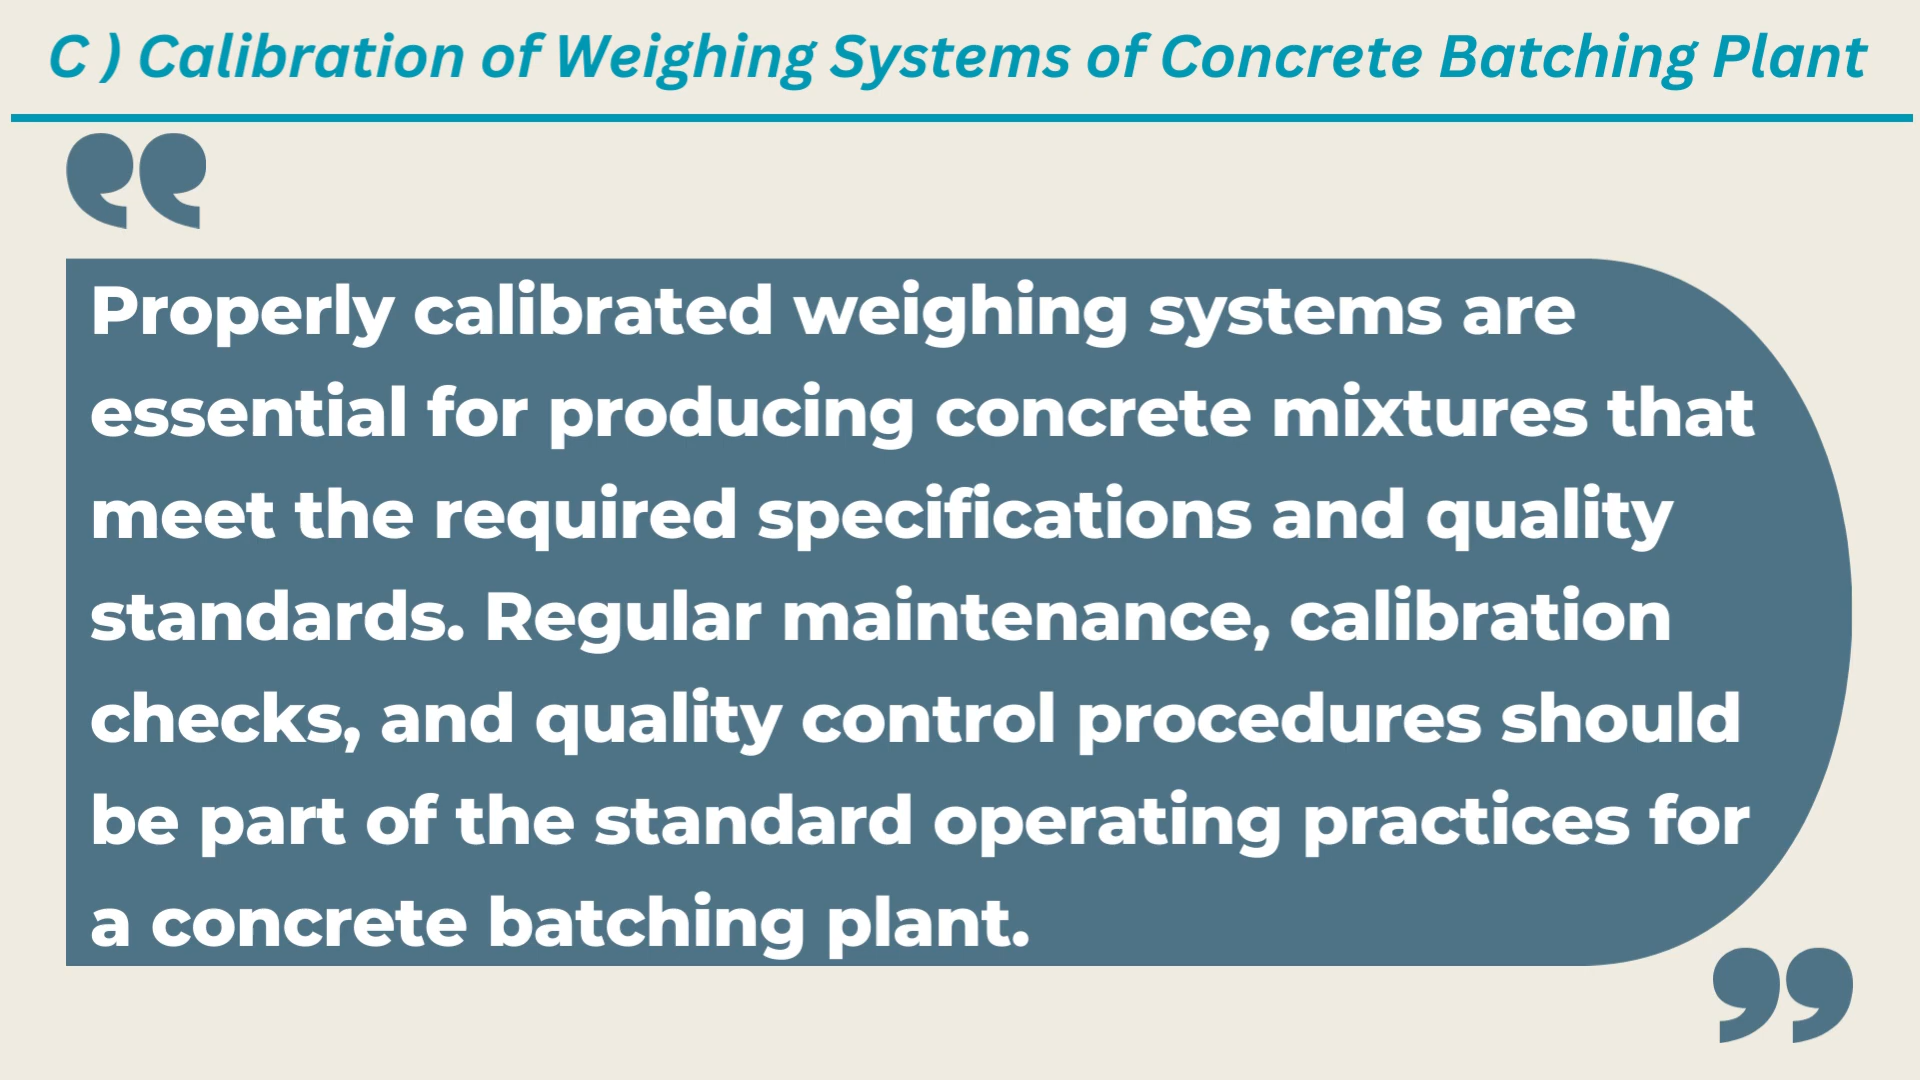 C ) Calibration of Weighing Systems of Concrete Batching Plant
Properly calibrated weighing systems are
essential for producing concrete mixtures that
meet the required specifications and quality
standards. Regular maintenance, calibration
checks, and quality control procedures should
be part of the standard operating practices for
a concrete batching plant.